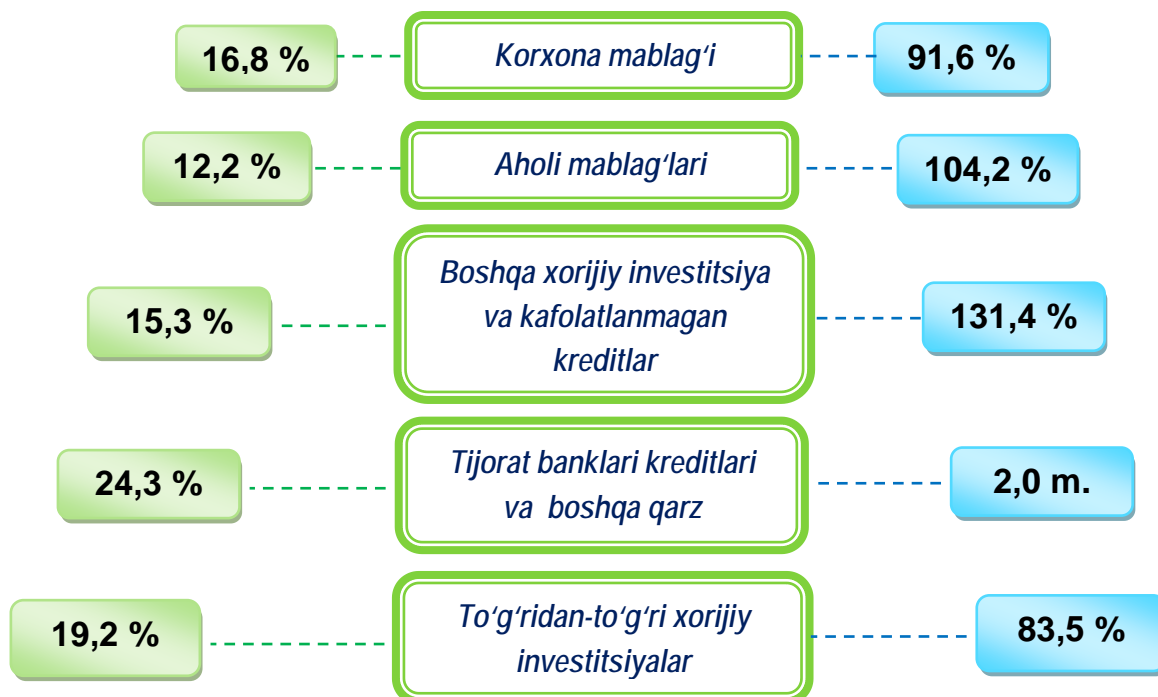 16,8 %
Korxona mablag‘i
91,6 %
12,2 %
Aholi mablag‘lari
104,2 %
15,3 %
Boshqa xorijiy investitsiya
va kafolatlanmagan
kreditlar
131,4 %
24,3 %
Tijorat banklari kreditlari
va boshqa qarz
2,0 m.
19,2 %
To‘g‘ridan-to‘g‘ri xorijiy
investitsiyalar
83,5 %